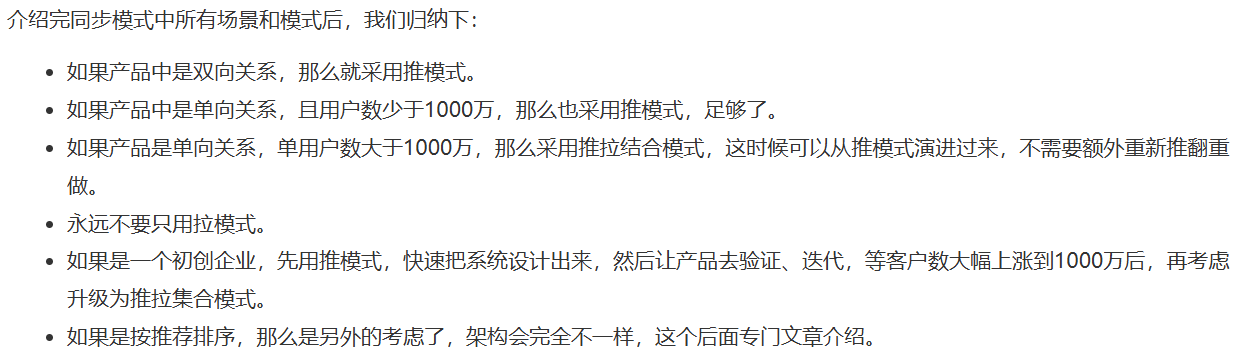 介绍完同步模式中所有场景和模式后，我们归纳下：
如果产品中是双向关系，那么就采用推模式。
如果产品中是单向关系，且用户数少于1000万，那么也采用推模式，足够了。
如果产品是单向关系，单用户数大于1000万，那么采用推拉结合模式，这时候可以从推模式演进过来，不需要额外重新推翻重
做。
永远不要只用拉模式。
如果是一个初创企业，先用推模式，快速把系统设计出来，然后让产品去验证、迭代，等客户数大幅上涨到1000万后，再考虑
升级为推拉集合模式。
如果是按推荐排序，那么是另外的考虑了，架构会完全不一样，这个后面专门文章介绍。